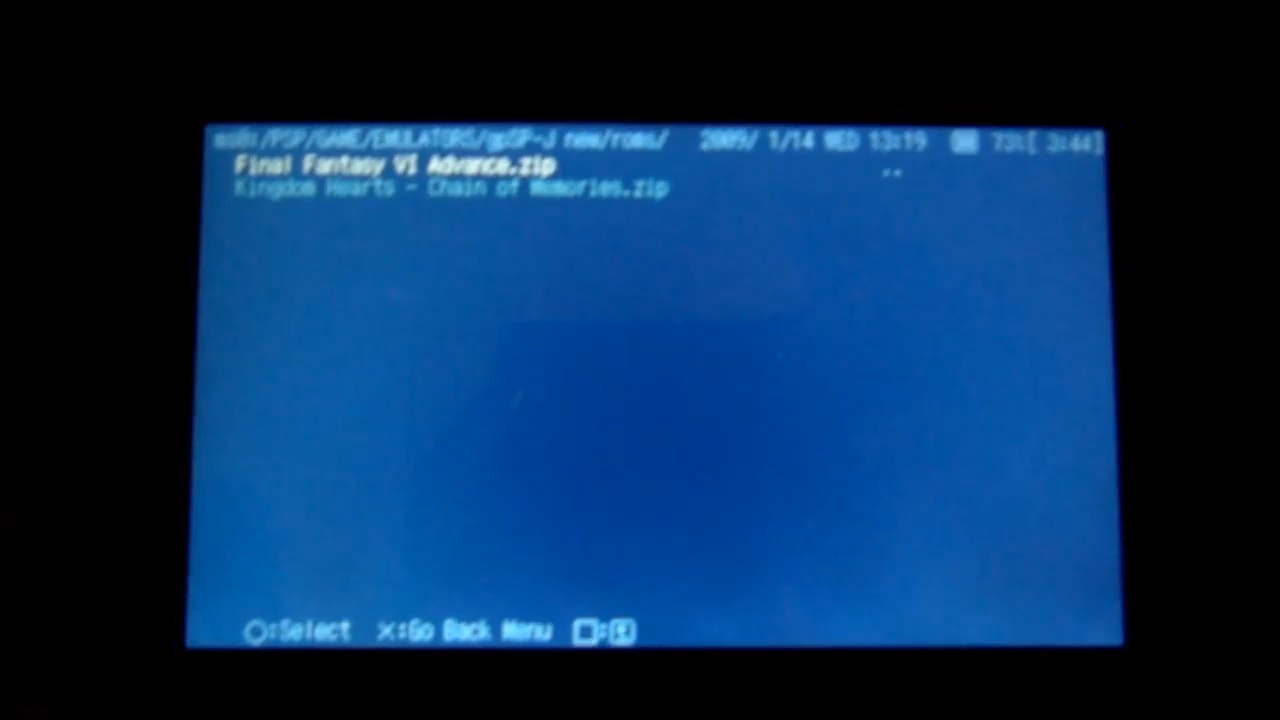 ms0:/PSP/GAME/EMULATORS/gpSP-J new/roms/ 2009/ 1/14 WED 13:19 73%[ 3:44]
Final Fantasy VI Advance.zip ..
Kingdom Hearts - Chain of Memories.zip
○:Select ×:Go Back Menu □: